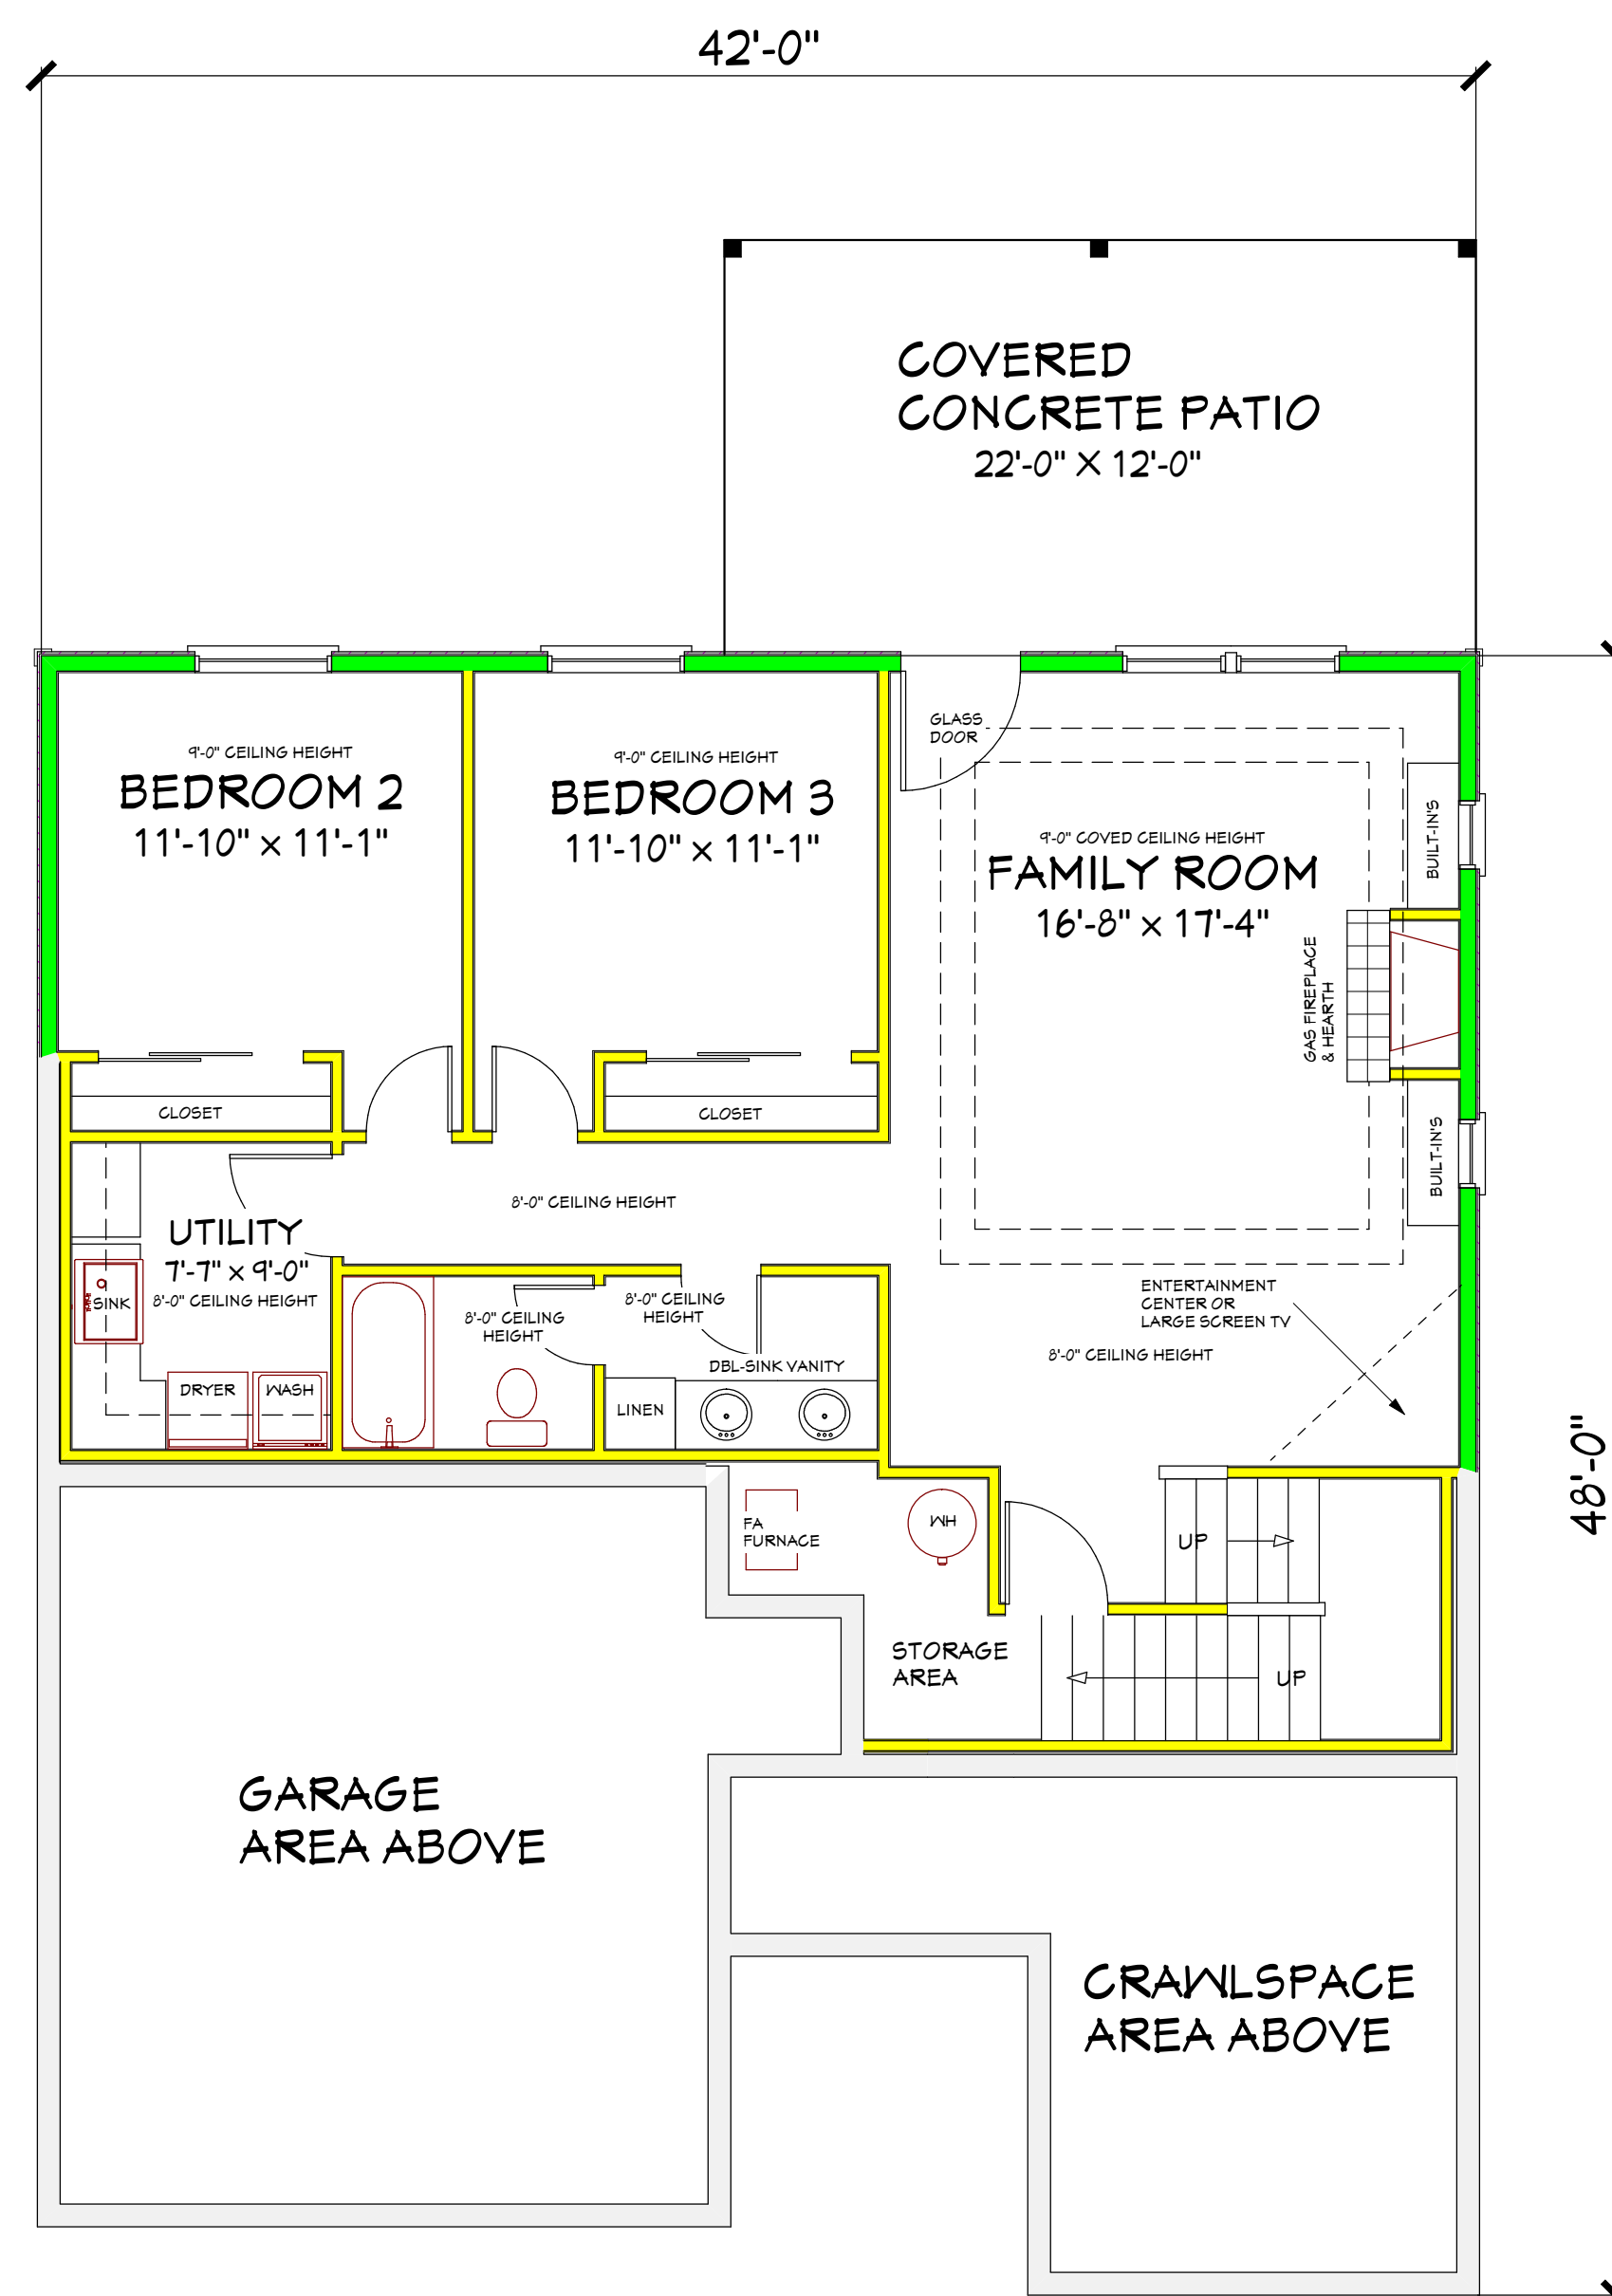 42'-0"
COVERED
CONCRETE PATIO
22'-0" X 12'-0"
GLASS
DOOR
9'-0" CEILING HEIGHT
BEDROOM 2
11'-10" x 11'-1"
9'-0" CEILING HEIGHT
BEDROOM 3
11'-10" x 11'-1"
9'-0" COVED CEILING HEIGHT
FAMILY ROOM
16'-8" x 17'-4"
BUILT-IN'S
GAS FIREPLACE
& HEARTH
BUILT-IN'S
CLOSET
CLOSET
8'-0" CEILING HEIGHT
UTILITY
7'-7" x 9'-0"
8'-0" CEILING HEIGHT
SINK
DRYER
WASH
8'-0" CEILING
HEIGHT
8'-0" CEILING
HEIGHT
DBL-SINK VANITY
LINEN
ENTERTAINMENT
CENTER OR
LARGE SCREEN TV
8'-0" CEILING HEIGHT
48'-0"
FA
FURNACE
WH
UP
STORAGE
AREA
UP
GARAGE
AREA ABOVE
CRAWLSPACE
AREA ABOVE